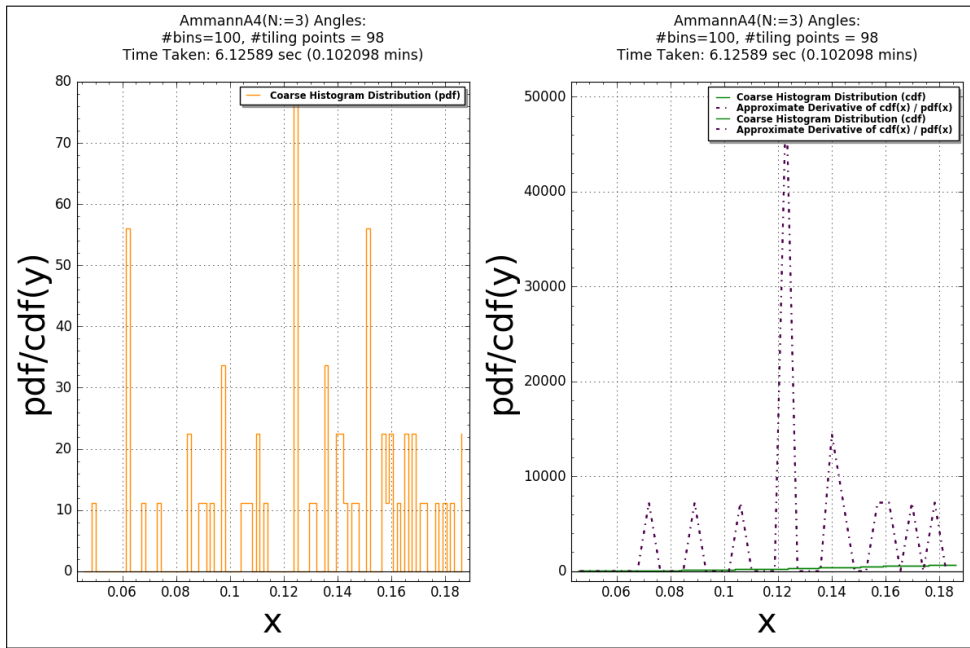 AmmannA4(N:=3) Angles:
#bins=100, #tiling points = 98
Time Taken: 6.12589 sec (0.102098 mins)
Coarse Histogram Distribution (pdf)
80
70
60
50
40
30
20
10
0
0.06 0.08 0.1 0.12 0.14 0.16 0.18
pdf/cdf(y)
x
AmmannA4(N:=3) Angles:
#bins=100, #tiling points = 98
Time Taken: 6.12589 sec (0.102098 mins)
Coarse Histogram Distribution (cdf)
Approximate Derivative of cdf(x) / pdf(x)
Coarse Histogram Distribution (cdf)
Approximate Derivative of cdf(x) / pdf(x)
50000
40000
30000
20000
10000
0
0.06 0.08 0.1 0.12 0.14 0.16 0.18
pdf/cdf(y)
x